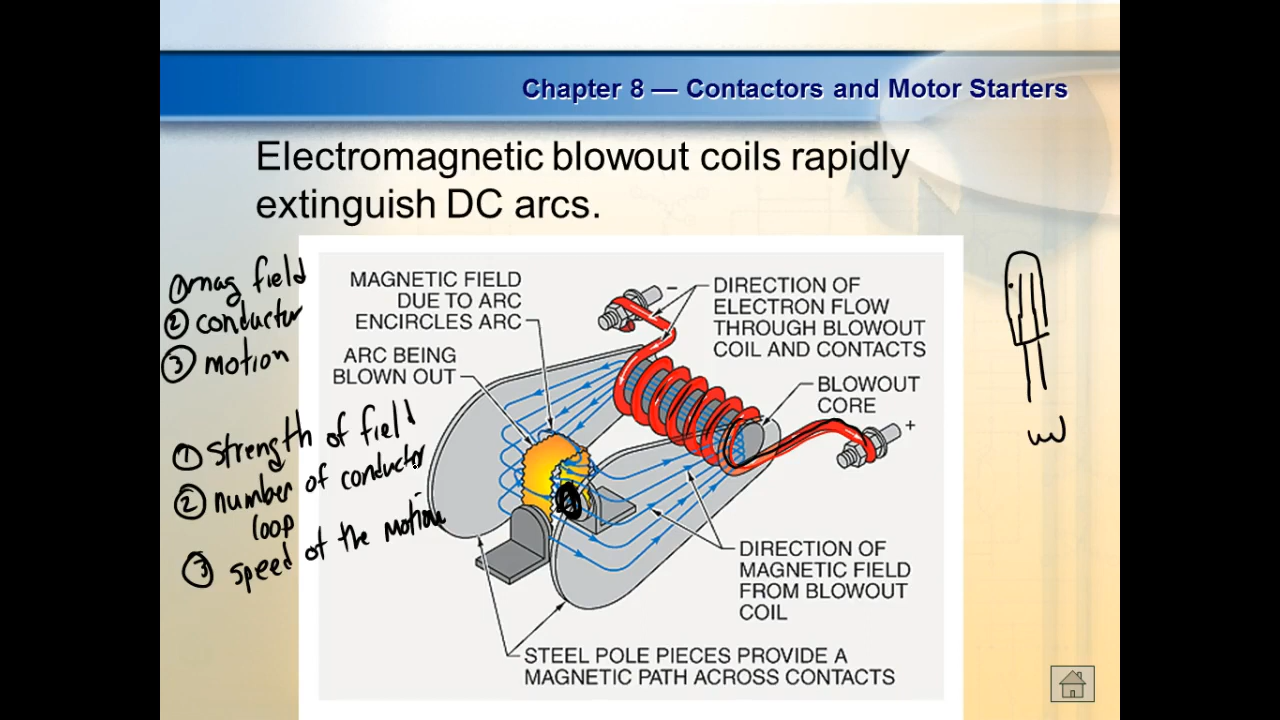 Chapter 8 — Contactors and Motor Starters
Electromagnetic blowout coils rapidly
extinguish DC arcs.
① mag field
② conductor
③ motion
① strength of field
② number of conductor
loop
③ speed of the motion
MAGNETIC FIELD
DUE TO ARC
ENCIRCLES ARC
ARC BEING
BLOWN OUT
−
DIRECTION OF
ELECTRON FLOW
THROUGH BLOWOUT
COIL AND CONTACTS
BLOWOUT
CORE
+
DIRECTION OF
MAGNETIC FIELD
FROM BLOWOUT
COIL
STEEL POLE PIECES PROVIDE A
MAGNETIC PATH ACROSS CONTACTS